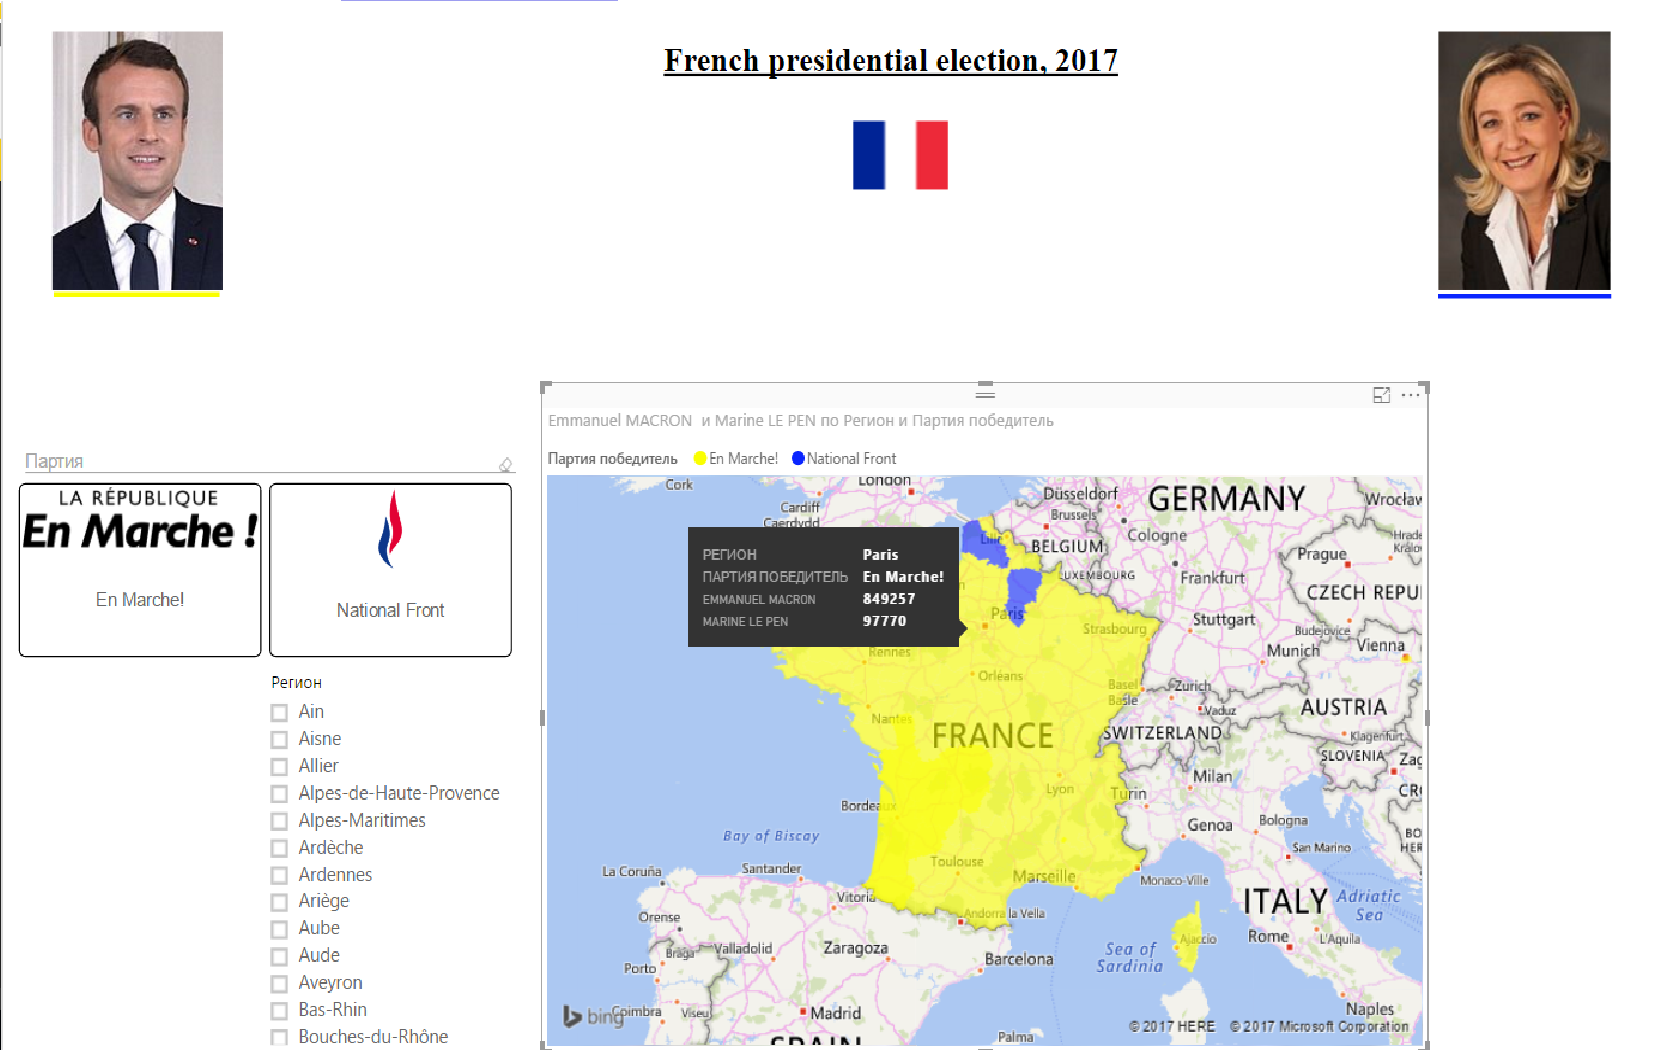 French presidential election, 2017
Emmanuel MACRON и Marine LE PEN по Регион и Партия победитель
Партия победитель En Marche! National Front
Партия
LA RÉPUBLIQUE
En Marche !
En Marche!
National Front
Регион
Ain
Aisne
Allier
Alpes-de-Haute-Provence
Alpes-Maritimes
Ardèche
Ardennes
Ariège
Aube
Aude
Aveyron
Bas-Rhin
Bouches-du-Rhône
РЕГИОН Paris
ПАРТИЯ ПОБЕДИТЕЛЬ En Marche!
EMMANUEL MACRON 849257
MARINE LE PEN 97770
Cork
London
Cardiff
Caerdydd
Düsseldorf
GERMANY
Wrocław
Brussels
Cologne
BELGIUM
Prague
Frankfurt
CZECH REPU
Paris
Strasbourg
Stuttgart
Budejovice
Vienna
Munich
Rennes
Orléans
Basel
Basle
Zurich
Vaduz
AUSTRIA
Nantes
FRANCE
SWITZERLAND
Klagenfurt
SLOVENIA
Zag
Milan
Lyon
Turin
CR
Bordeaux
Genoa
Bologna
BO
HER
Bay of Biscay
San Marino
Toulouse
La Coruña
Santander
Marseille
Monaco-Ville
Vitoria
ITALY
Adriatic
Sea
Orense
Andorra la Vella
Ajaccio
Rome
L'Aquila
Braga
Valladolid
Zaragoza
Barcelona
Sea of
Sardinia
Porto
Naples
bing
Coimbra
Viseu
Madrid
© 2017 HERE © 2017 Microsoft Corporation
SPAIN
Palma